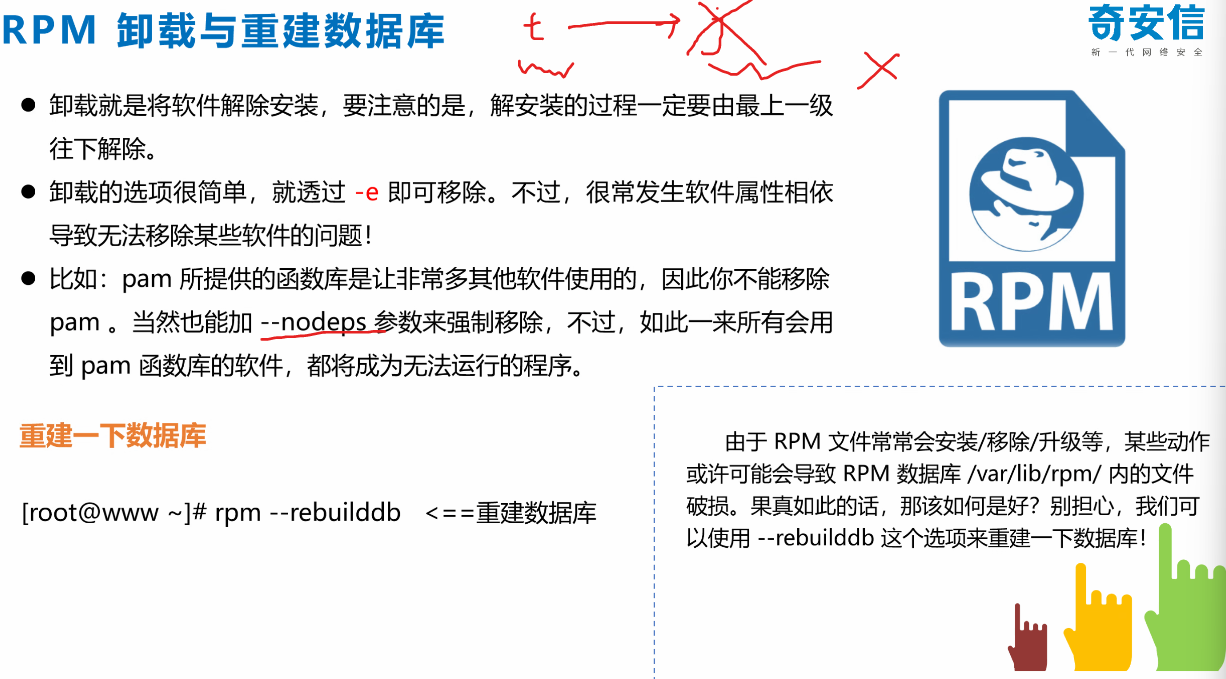 RPM 卸载与重建数据库
t
奇安信
新一代网络安全
● 卸载就是将软件解除安装，要注意的是，解安装的过程一定要由最上一级
往下解除。
● 卸载的选项很简单，就透过 -e 即可移除。不过，很常发生软件属性相依
导致无法移除某些软件的问题！
● 比如：pam 所提供的函数库是让非常多其他软件使用的，因此你不能移除
pam 。当然也能加 --nodeps 参数来强制移除，不过，如此一来所有会用
到 pam 函数库的软件，都将成为无法运行的程序。
RPM
重建一下数据库
[root@www ~]# rpm --rebuilddb <==重建数据库
由于 RPM 文件常常会安装/移除/升级等，某些动作
或许可能会导致 RPM 数据库 /var/lib/rpm/ 内的文件
破损。果真如此的话，那该如何是好？别担心，我们可
以使用 --rebuilddb 这个选项来重建一下数据库！